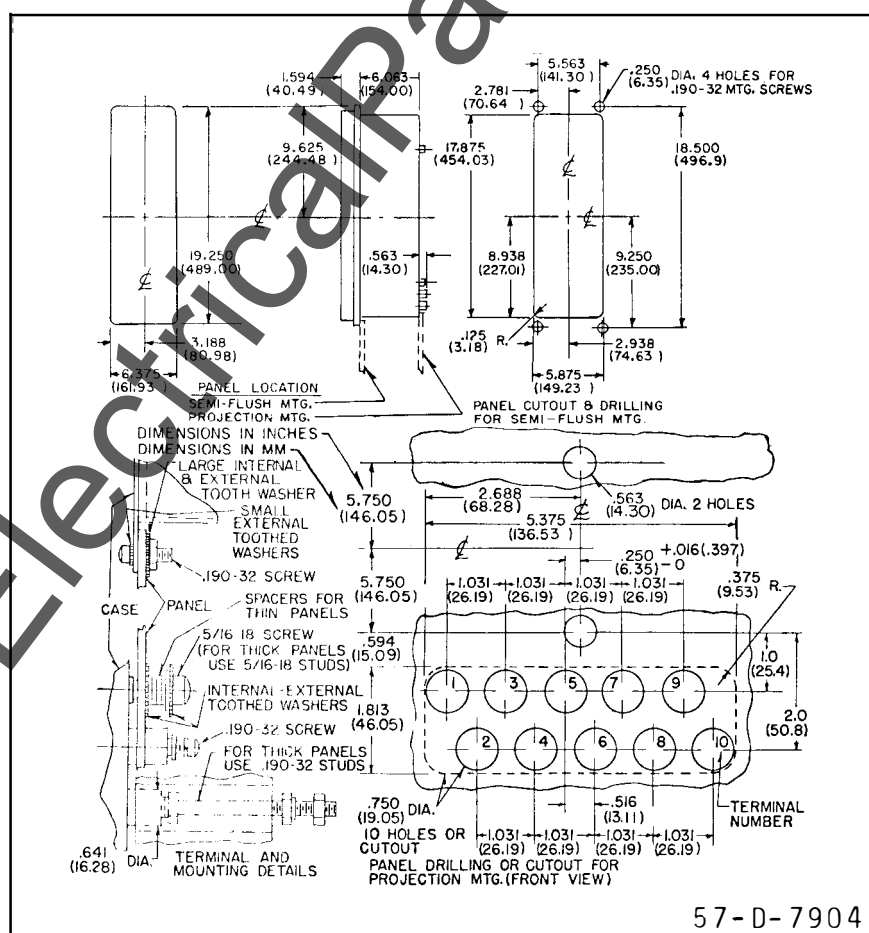 1.594
(40.49)
6.063
(154.00)
5.563
(141.30)
.250
(6.35)
DIA. 4 HOLES FOR
.190-32 MTG. SCREWS
2.781
(70.64 )
9.625
(244.48 )
17.875
(454.03)
18.500
(496.9)
℄
℄
℄
℄
19.250
(489.00)
.563
(14.30)
8.938
(227.01)
9.250
(235.00)
3.188
(80.98)
.125
(3.18)
R.
2.938
(74.63 )
6.375
(161.93 )
5.875
(149.23 )
PANEL LOCATION
SEMI-FLUSH MTG.
PROJECTION MTG.
PANEL CUTOUT & DRILLING
FOR SEMI-FLUSH MTG.
DIMENSIONS IN INCHES
DIMENSIONS IN MM
LARGE INTERNAL
& EXTERNAL
TOOTH WASHER
SMALL
EXTERNAL
TOOTHED
WASHERS
.190-32 SCREW
CASE
PANEL
SPACERS FOR
THIN PANELS
5/16 18 SCREW
(FOR THICK PANELS
USE 5/16-18 STUDS)
INTERNAL-EXTERNAL
TOOTHED WASHERS
.190-32 SCREW
FOR THICK PANELS
USE .190-32 STUDS
.641
(16.28)
DIA.
TERMINAL AND
MOUNTING DETAILS
5.750
(146.05)
2.688
(68.28)
.563
(14.30)
DIA. 2 HOLES
5.375
(136.53 )
℄
℄
.250 +.016(.397)
(6.35) -0
5.750
(146.05)
1.031
(26.19)
1.031
(26.19)
1.031
(26.19)
1.031
(26.19)
.375
(9.53)
R.
.594
(15.09)
1.0
(25.4)
1 3 5 7 9
1.813
(46.05)
2.0
(50.8)
2 4 6 8 10
.750
(19.05)
DIA.
10 HOLES OR
CUTOUT
.516
(13.11)
TERMINAL
NUMBER
1.031
(26.19)
1.031
(26.19)
1.031
(26.19)
1.031
(26.19)
PANEL DRILLING OR CUTOUT FOR
PROJECTION MTG.(FRONT VIEW)
57-D-7904
ElectricalPa